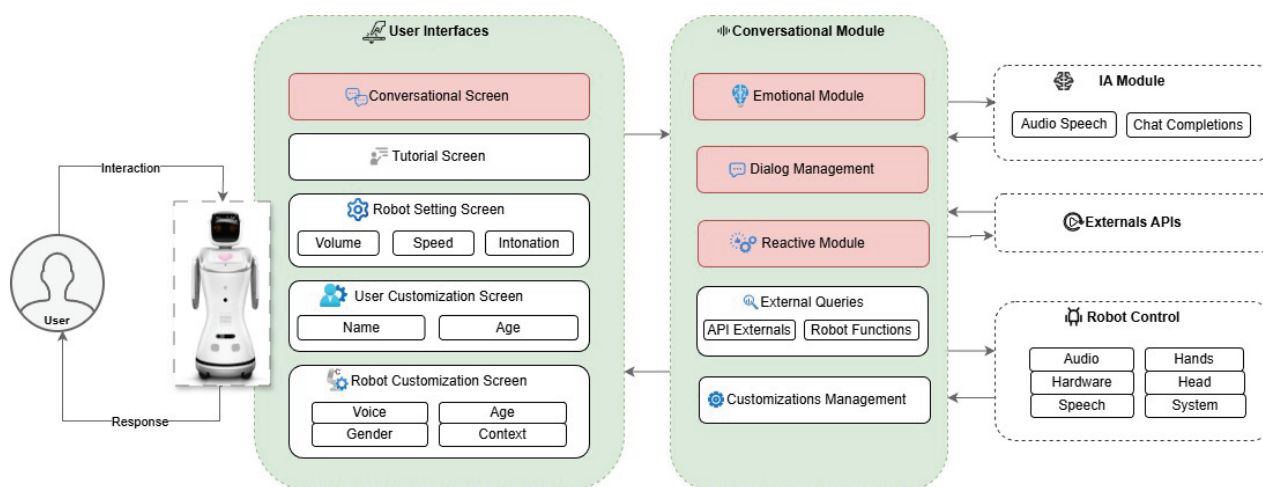 Interaction
User
Response
User Interfaces
Conversational Screen
Tutorial Screen
Robot Setting Screen
Volume
Speed
Intonation
User Customization Screen
Name
Age
C
Robot Customization Screen
Voice
Age
Gender
Context
Conversational Module
Emotional Module
Dialog Management
Reactive Module
External Queries
API Externals
Robot Functions
Customizations Management
IA Module
Audio Speech
Chat Completions
Externals APIs
Robot Control
Audio
Hands
Hardware
Head
Speech
System